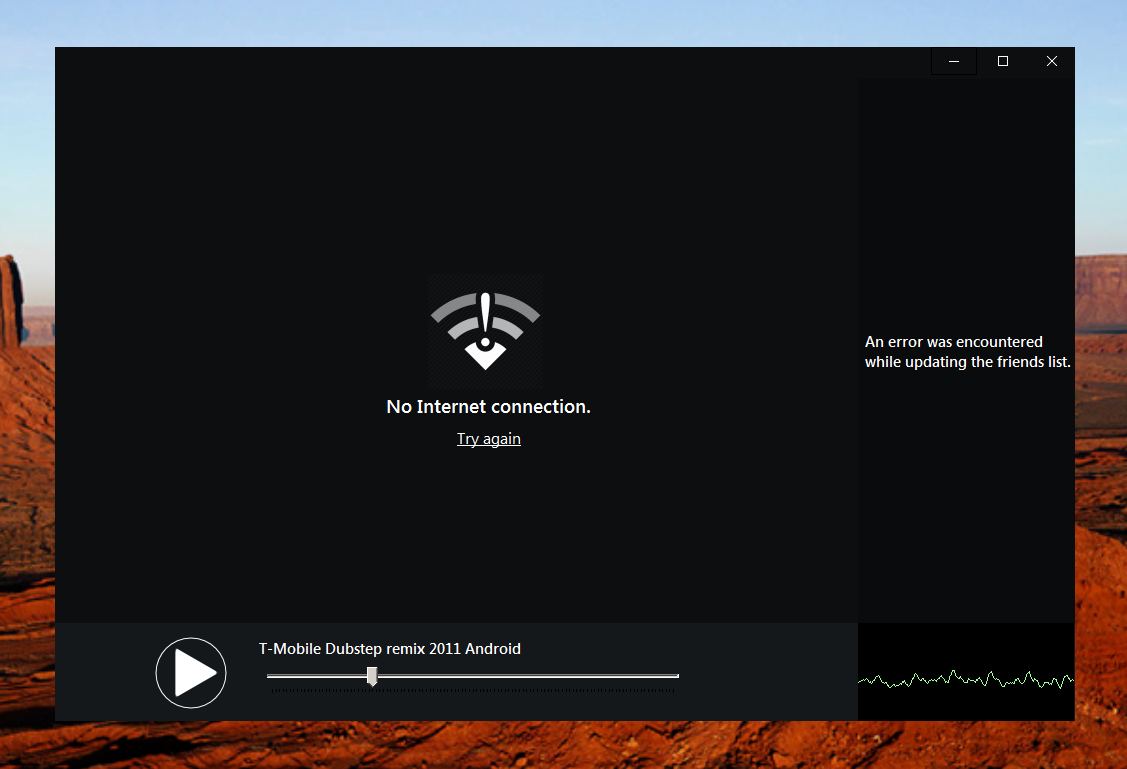 No Internet connection.
Try again
An error was encountered
while updating the friends list.
T-Mobile Dubstep remix 2011 Android